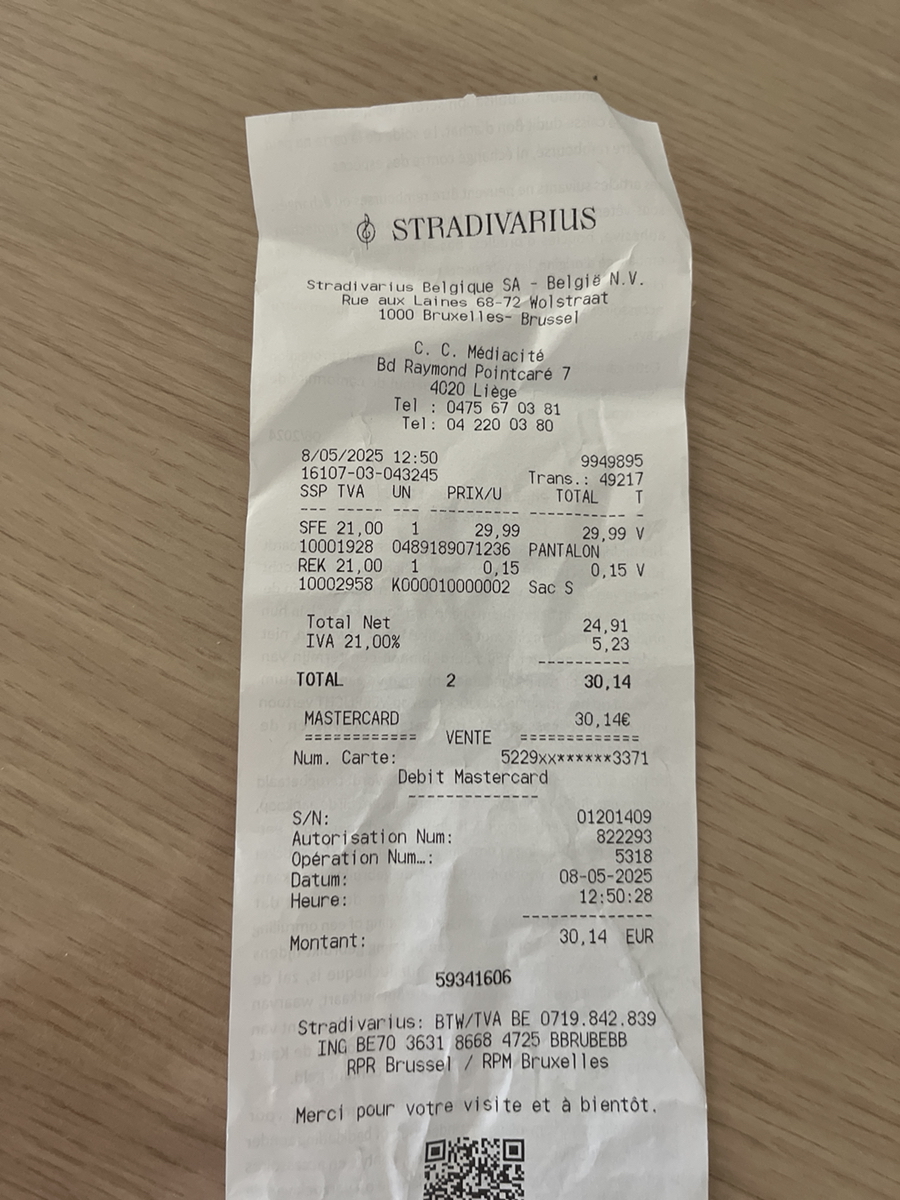 STRADIVARIUS
Stradivarius Belgique SA - België N.V.
Rue aux Laines 68-72 Wolstraat
1000 Bruxelles- Brussel
C. C. Médiacité
Bd Raymond Pointcaré 7
4020 Liège
Tel : 0475 67 03 81
Tel: 04 220 03 80
8/05/2025 12:50 9949895
16107-03-043245 Trans.: 49217
SSP TVA UN PRIX/U TOTAL T
--- ----- --- --------- ---------- -
SFE 21,00 1 29,99 29,99 V
10001928 0489189071236 PANTALON
REK 21,00 1 0,15 0,15 V
10002958 K000010000002 Sac S
Total Net 24,91
IVA 21,00% 5,23
----------
TOTAL 2 30,14
MASTERCARD 30,14€
============ VENTE =============
Num. Carte: 5229xx******3371
Debit Mastercard
--------------
S/N: 01201409
Autorisation Num: 822293
Opération Num…: 5318
Datum: 08-05-2025
Heure: 12:50:28
--------------
Montant: 30,14 EUR
59341606
Stradivarius: BTW/TVA BE 0719.842.839
ING BE70 3631 8668 4725 BBRUBEBB
RPR Brussel / RPM Bruxelles
Merci pour votre visite et à bientôt.